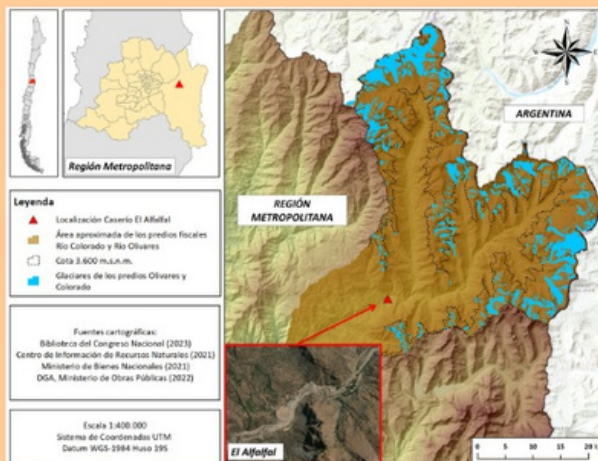 Región Metropolitana
Leyenda
Localización Caserío El Alfalfal
Área aproximada de los predios fiscales
Río Colorado y Río Olivares
Cota 3.600 m.s.n.m.
Glaciares de los predios Olivares y
Colorado
Fuentes cartográficas:
Biblioteca del Congreso Nacional (2023)
Centro de Información de Recursos Naturales (2021)
Ministerio de Bienes Nacionales (2021)
DGA, Ministerio de Obras Públicas (2022)
Escala 1:400.000
Sistema de Coordenadas UTM
Datum WGS-1984 Huso 19S
N
ARGENTINA
REGIÓN
METROPOLITANA
El Alfalfal
0 5 10 20